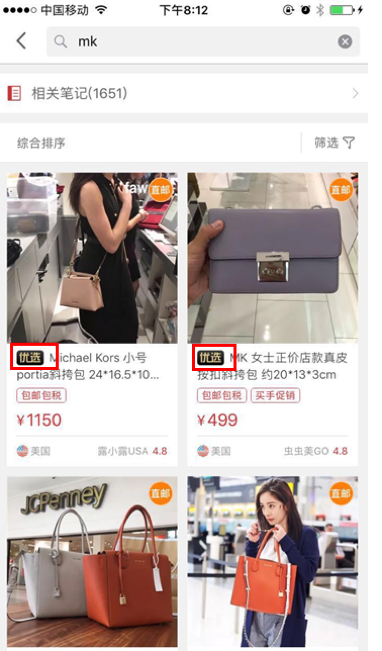 中国移动
下午8:12
mk
相关笔记(1651)
综合排序
筛选
直邮
直邮
优选 Michael Kors 小号
portia斜挎包 24*16.5*10...
包邮包税
¥1150
美国 露小露USA 4.8
优选 MK 女士正价店款真皮
按扣斜挎包 约20*13*3cm
包邮包税 买手促销
¥499
美国 虫虫美GO 4.8
直邮
JCPenney
直邮